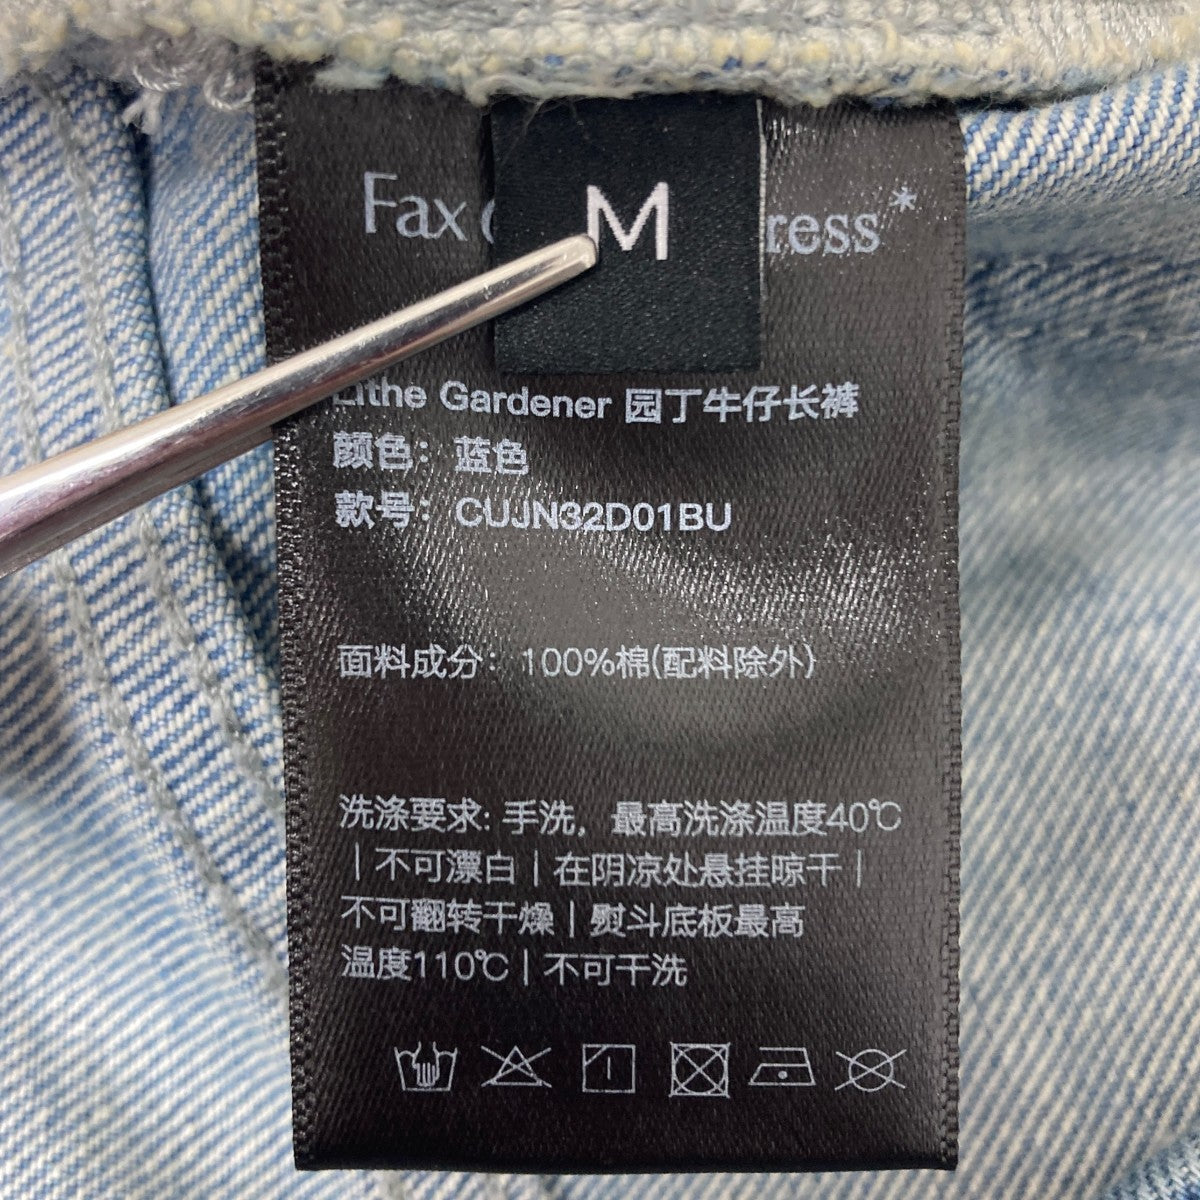 Fax
M
ress*
Gardener 园丁牛仔长裤
颜色：蓝色
款号：CUJN32D01BU
面料成分：100%棉(配料除外)
洗涤要求: 手洗，最高洗涤温度40℃
｜不可漂白｜在阴凉处悬挂晾干｜
不可翻转干燥｜熨斗底板最高
温度110℃｜不可干洗